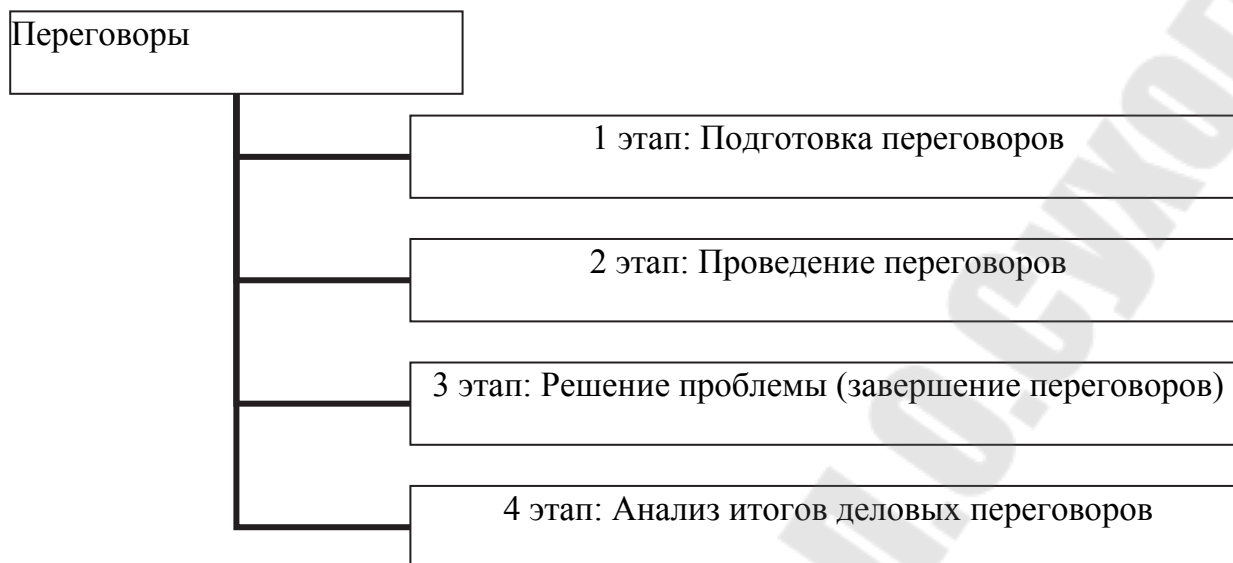 Переговоры
1 этап: Подготовка переговоров
2 этап: Проведение переговоров
3 этап: Решение проблемы (завершение переговоров)
4 этап: Анализ итогов деловых переговоров